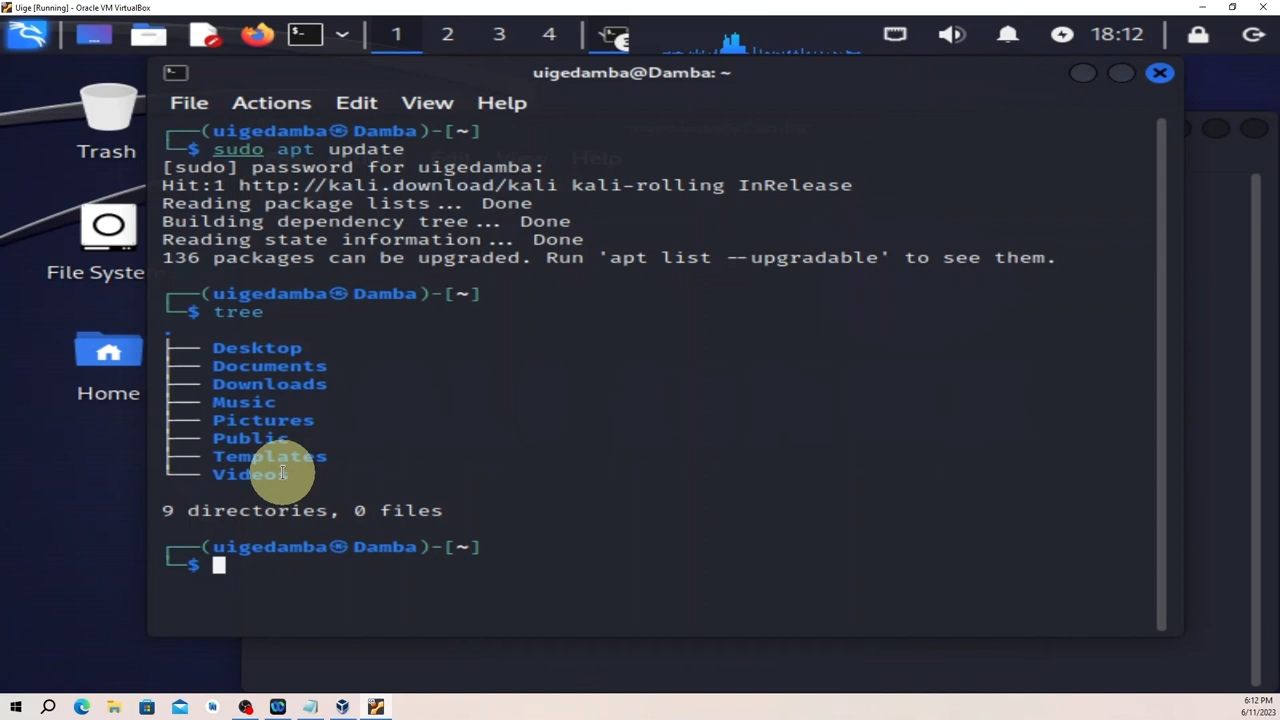 Uige [Running] - Oracle VM VirtualBox
1 2 3 4 18:12
uigedamba@Damba: ~
File Actions Edit View Help
┌──(uigedamba㉿Damba)-[~]
└─$ sudo apt update
[sudo] password for uigedamba:
Hit:1 http://kali.download/kali kali-rolling InRelease
Reading package lists... Done
Building dependency tree... Done
Reading state information... Done
136 packages can be upgraded. Run 'apt list --upgradable' to see them.
┌──(uigedamba㉿Damba)-[~]
└─$ tree
.
├── Desktop
├── Documents
├── Downloads
├── Music
├── Pictures
├── Public
├── Templates
└── Videos
9 directories, 0 files
┌──(uigedamba㉿Damba)-[~]
└─$
Trash
File Syste
Home
6:12 PM
6/11/2023